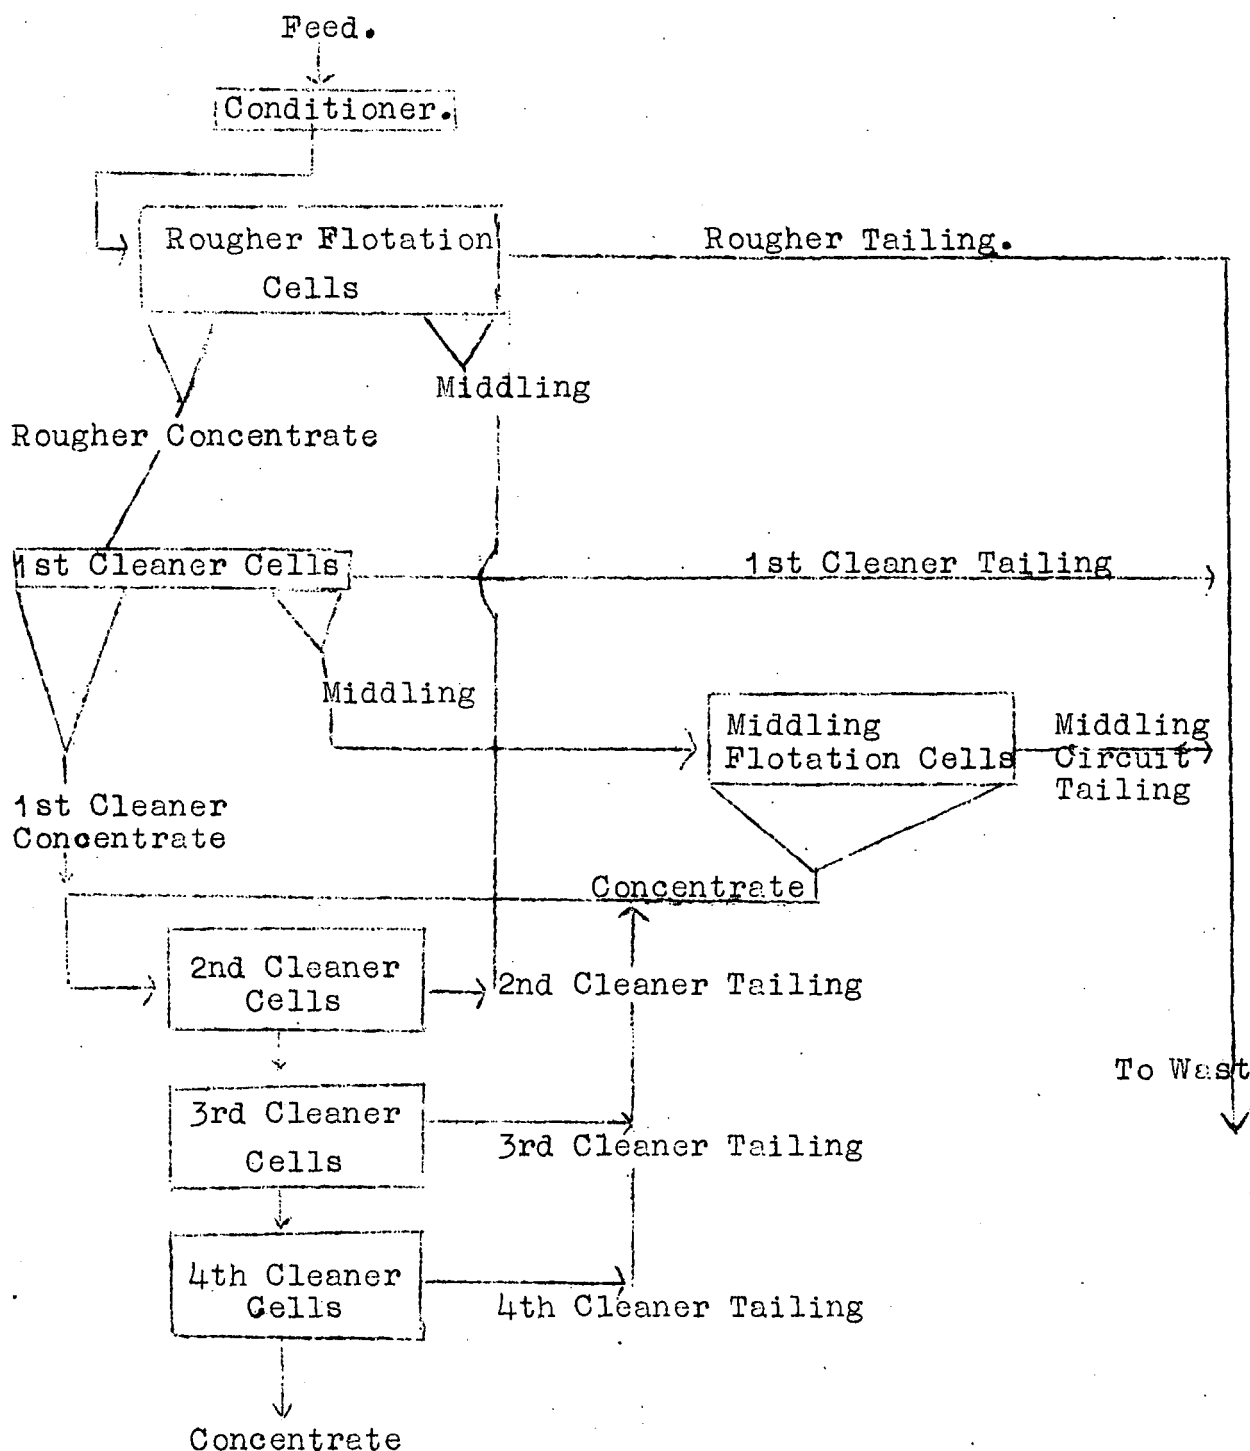 Feed.
Conditioner.
Rougher Flotation
Cells
Rougher Tailing.
Middling
Rougher Concentrate
1st Cleaner Cells
1st Cleaner Tailing
Middling
Middling
Flotation Cells
Middling
Circuit
Tailing
1st Cleaner
Concentrate
Concentrate
2nd Cleaner
Cells
2nd Cleaner Tailing
To Wast
3rd Cleaner
Cells
3rd Cleaner Tailing
4th Cleaner
Cells
4th Cleaner Tailing
Concentrate